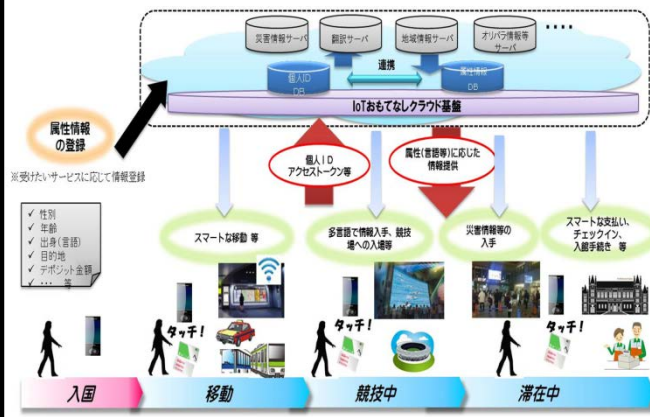 災害情報サーバ
翻訳サーバ
地域情報サーバ
オリパラ情報等
サーバ
・・・・
連携
個人ID
DB
属性情報
DB
IoTおもてなしクラウド基盤
属性情報
の登録
※受けたいサービスに応じて情報登録
個人ID
アクセストークン等
属性(言語等)に応じた
情報提供
✓ 性別
✓ 年齢
✓ 出身(言語)
✓ 目的地
✓ デポジット金額
✓ ・・・ 等
スマートな移動 等
多言語で情報入手、競技
場への入場等
災害情報等の
入手
スマートな支払い、
チェックイン、
入館手続き 等
タッチ!
タッチ!
タッチ!
入国
移動
競技中
滞在中